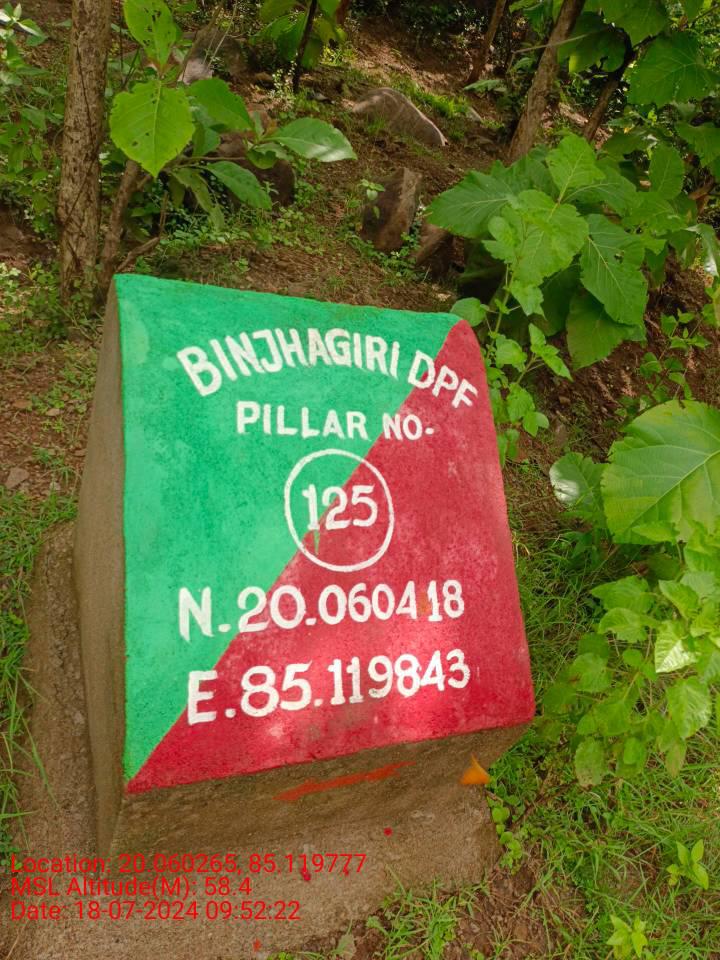 BINJHAGIRI DPF
PILLAR NO-
125
N.20.060418
E.85.119843
Location: 20.060265, 85.119777
MSL Altitude(M): 58.4
Date: 18-07-2024 09:52:22